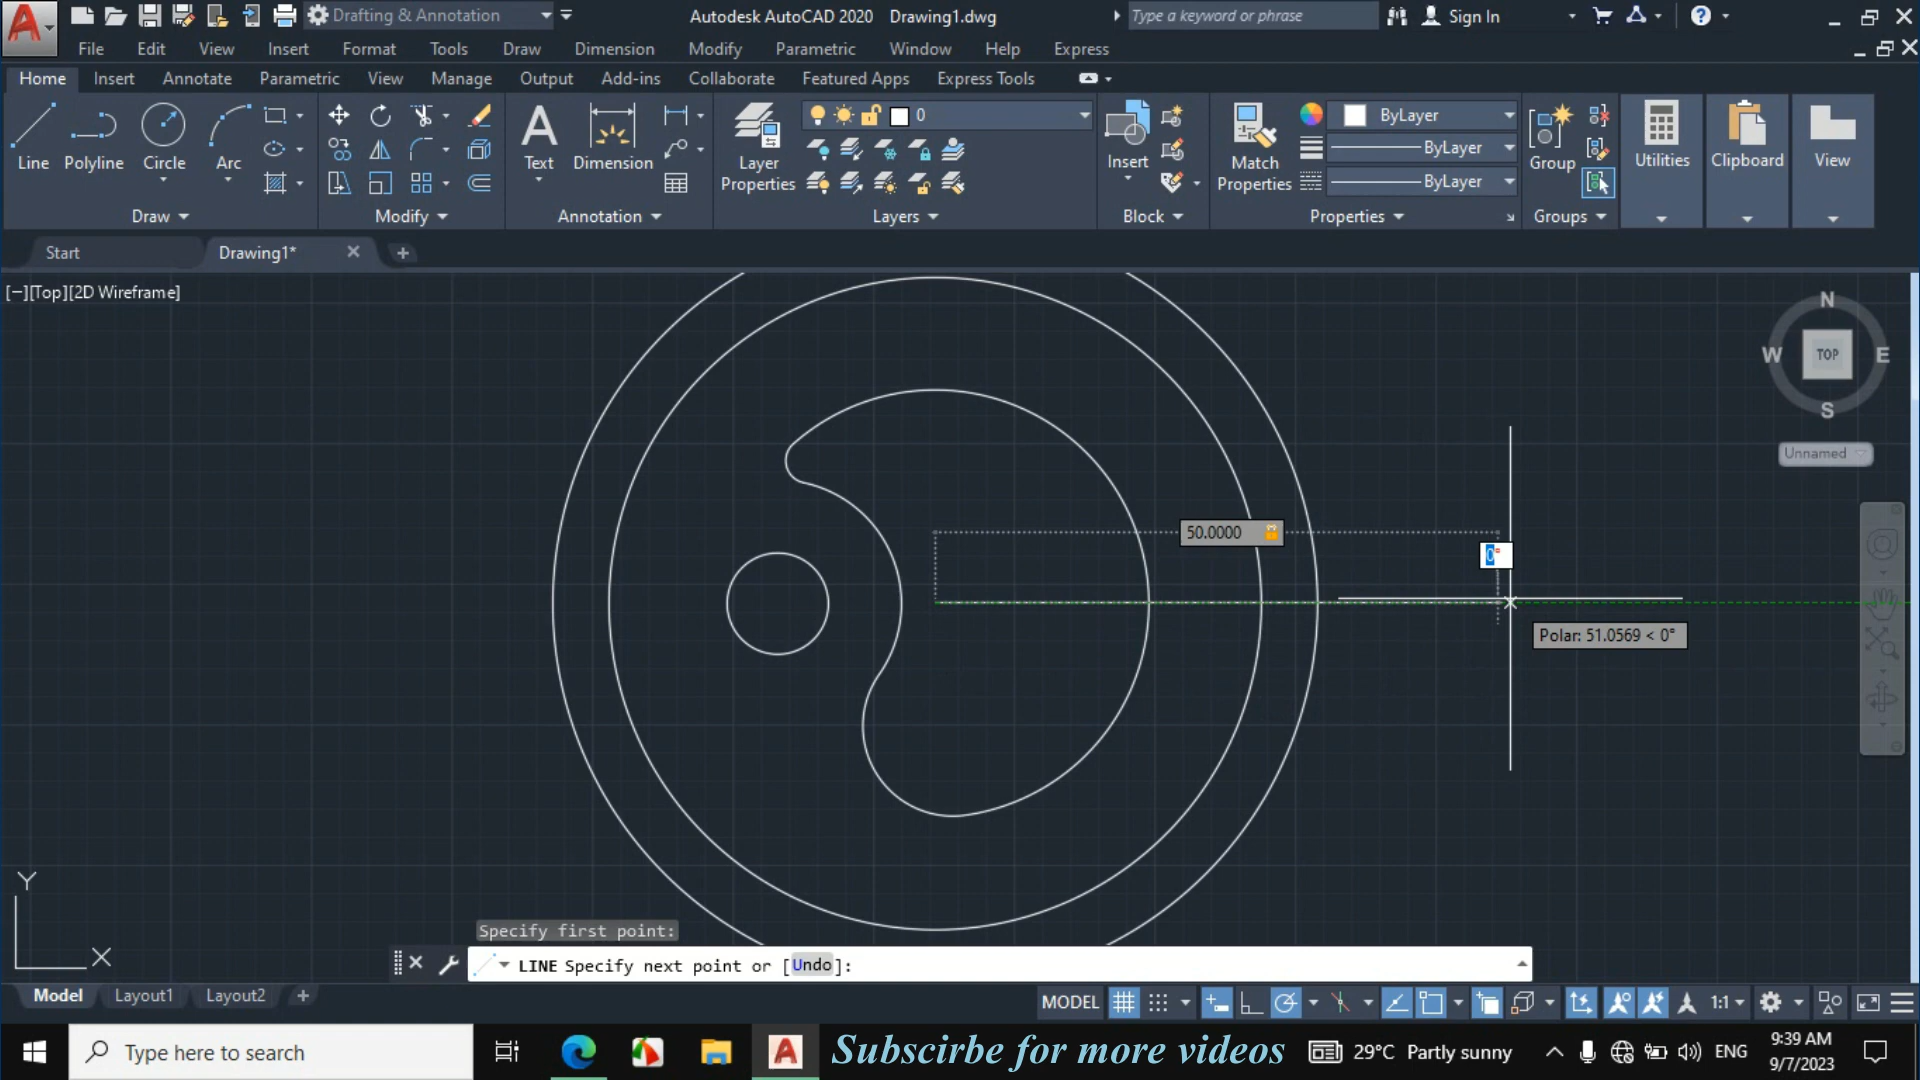 Drafting & Annotation
Autodesk AutoCAD 2020 Drawing1.dwg
Type a keyword or phrase
Sign In
File Edit View Insert Format Tools Draw Dimension Modify Parametric Window Help Express
Home Insert Annotate Parametric View Manage Output Add-ins Collaborate Featured Apps Express Tools
0
ByLayer
Line Polyline Circle Arc
Text Dimension
Layer Properties
Insert
Match Properties
ByLayer
ByLayer
Group
Utilities Clipboard View
Draw Modify Annotation Layers Block Properties Groups
Start Drawing1*
[−][Top][2D Wireframe]
N
W TOP E
S
Unnamed
50.0000
0°
Polar: 51.0569 < 0°
Y
X
Specify first point:
LINE Specify next point or [Undo]:
Model Layout1 Layout2 +
MODEL 1:1
Type here to search
Subscirbe for more videos
29°C Partly sunny
ENG
9:39 AM
9/7/2023